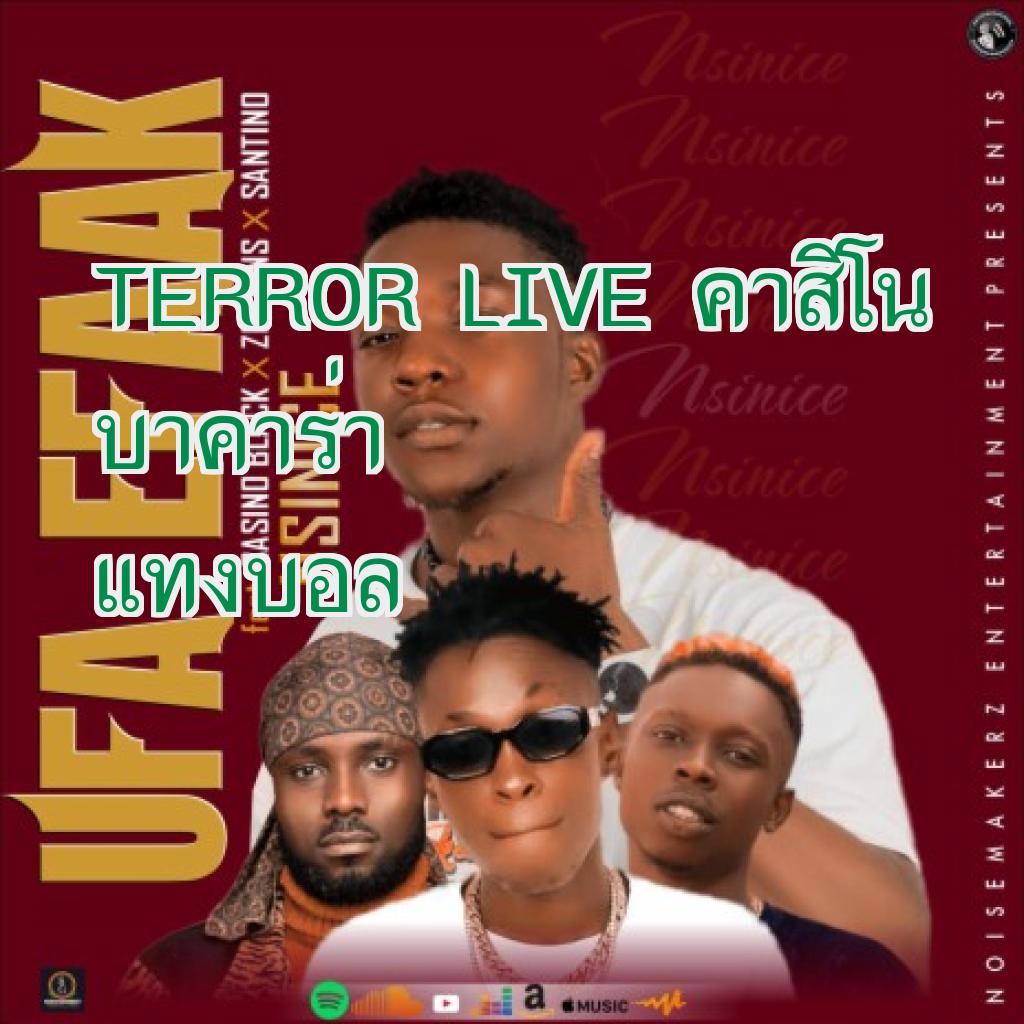 UFA EFAAK
x SANTINO
Nsinice
Nsinice
Nsinice
Nsinice
Nsinice
Nsinice
TERROR LIVE คาสิโน
บาคาร่า
แทงบอล
NOISEMAKERZ ENTERTAINMENT PRESENTS
a
MUSIC